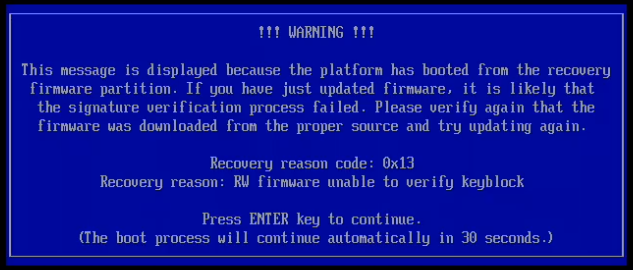 !!! WARNING !!!
This message is displayed because the platform has booted from the recovery
firmware partition. If you have just updated firmware, it is likely that
the signature verification process failed. Please verify again that the
firmware was downloaded from the proper source and try updating again.
Recovery reason code: 0x13
Recovery reason: RW firmware unable to verify keyblock
Press ENTER key to continue.
(The boot process will continue automatically in 30 seconds.)